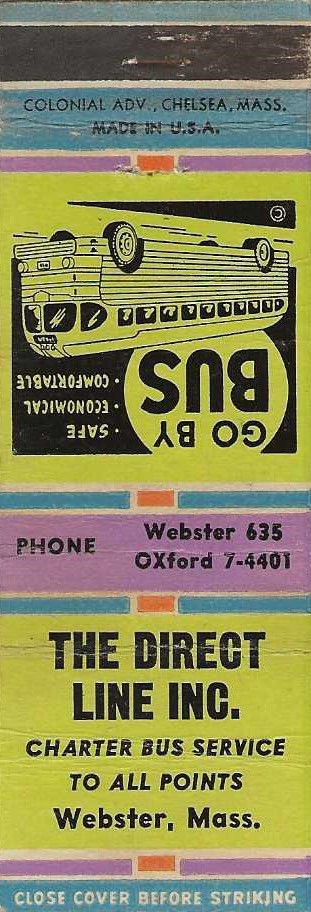 COLONIAL ADV., CHELSEA, MASS.
MADE IN U.S.A.
GO BY
BUS
· SAFE
· ECONOMICAL
· COMFORTABLE
©
PHONE
Webster 635
OXford 7-4401
THE DIRECT
LINE INC.
CHARTER BUS SERVICE
TO ALL POINTS
Webster, Mass.
CLOSE COVER BEFORE STRIKING